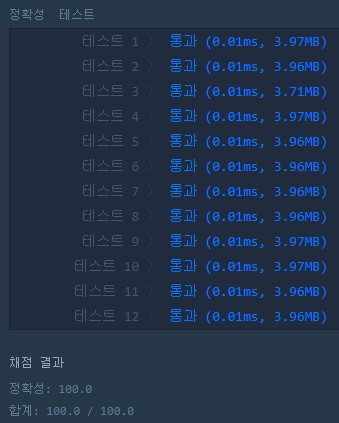 정확성 테스트
테스트 1 〉 통과 (0.01ms, 3.97MB)
테스트 2 〉 통과 (0.01ms, 3.96MB)
테스트 3 〉 통과 (0.01ms, 3.71MB)
테스트 4 〉 통과 (0.01ms, 3.97MB)
테스트 5 〉 통과 (0.01ms, 3.96MB)
테스트 6 〉 통과 (0.01ms, 3.96MB)
테스트 7 〉 통과 (0.01ms, 3.96MB)
테스트 8 〉 통과 (0.01ms, 3.96MB)
테스트 9 〉 통과 (0.01ms, 3.97MB)
테스트 10 〉 통과 (0.01ms, 3.96MB)
테스트 11 〉 통과 (0.01ms, 3.96MB)
테스트 12 〉 통과 (0.01ms, 3.96MB)
채점 결과
정확성: 100.0
합계: 100.0 / 100.0